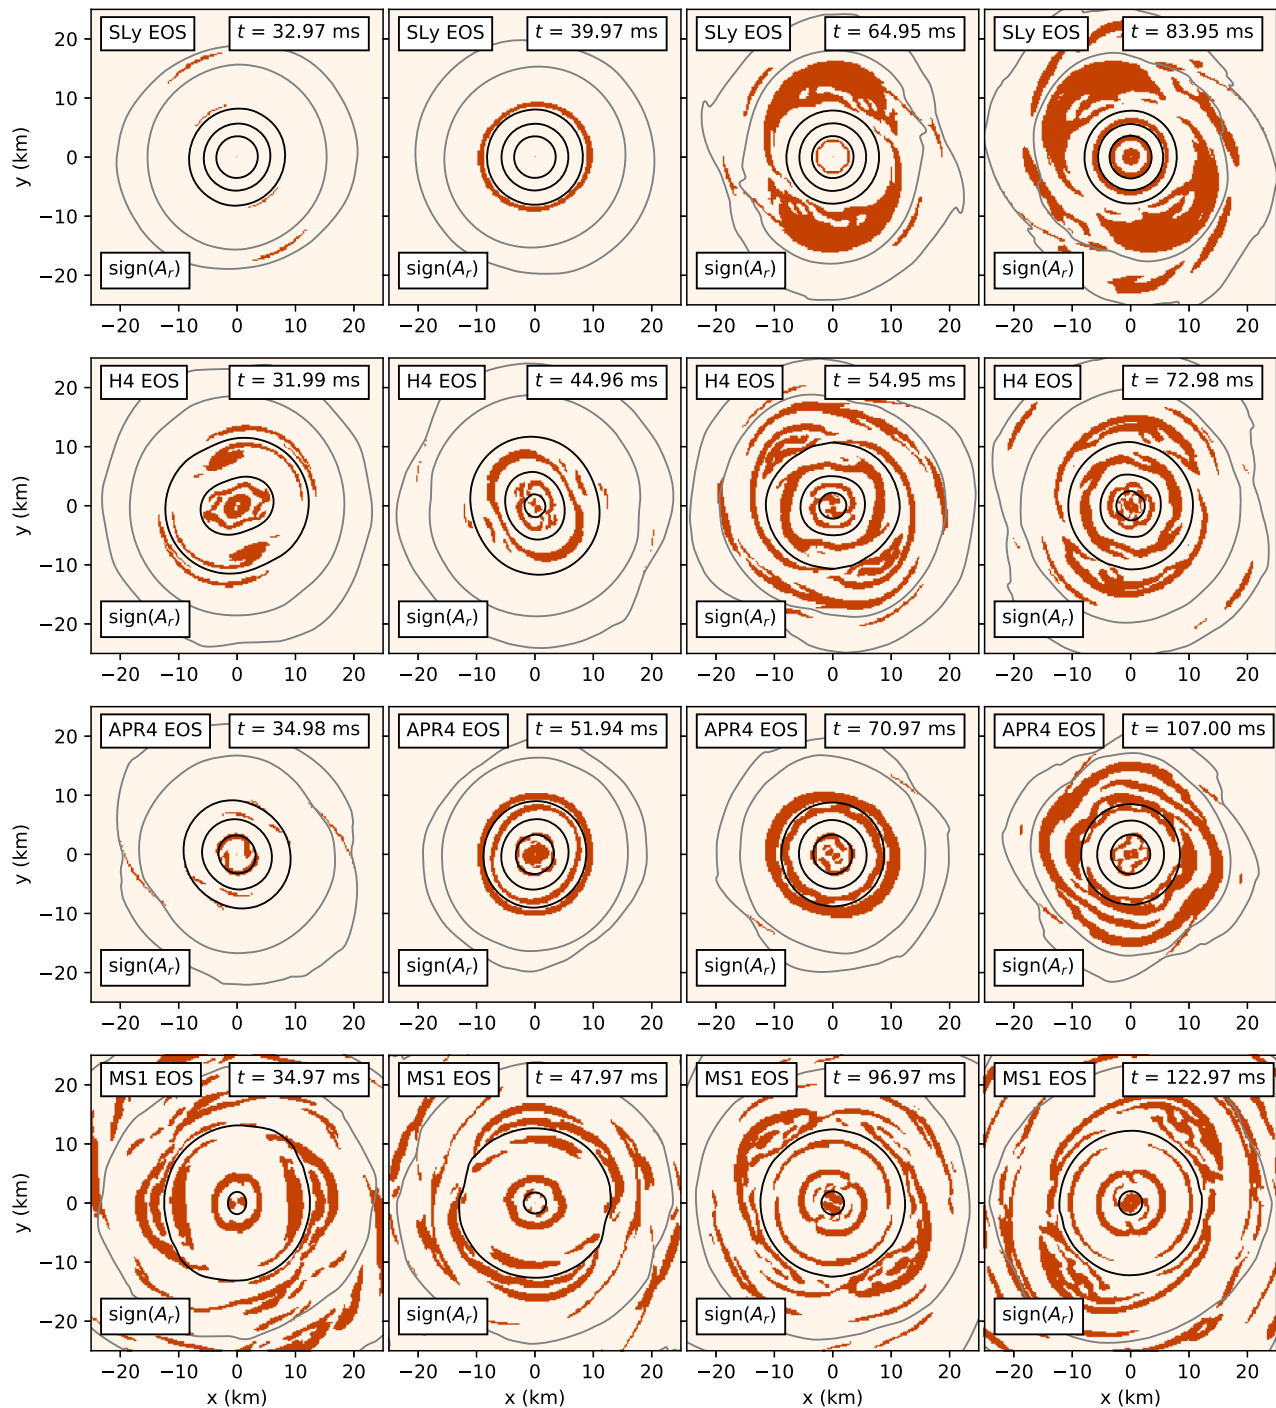 SLy EOS t = 32.97 ms SLy EOS t = 39.97 ms SLy EOS t = 64.95 ms SLy EOS t = 83.95 ms
20
10
y (km)
0
−10
sign(A_r) sign(A_r) sign(A_r) sign(A_r)
−20
−20 −10 0 10 20 −20 −10 0 10 20 −20 −10 0 10 20 −20 −10 0 10 20
H4 EOS t = 31.99 ms H4 EOS t = 44.96 ms H4 EOS t = 54.95 ms H4 EOS t = 72.98 ms
20
10
y (km)
0
−10
sign(A_r) sign(A_r) sign(A_r) sign(A_r)
−20
−20 −10 0 10 20 −20 −10 0 10 20 −20 −10 0 10 20 −20 −10 0 10 20
APR4 EOS t = 34.98 ms APR4 EOS t = 51.94 ms APR4 EOS t = 70.97 ms APR4 EOS t = 107.00 ms
20
10
y (km)
0
−10
sign(A_r) sign(A_r) sign(A_r) sign(A_r)
−20
−20 −10 0 10 20 −20 −10 0 10 20 −20 −10 0 10 20 −20 −10 0 10 20
MS1 EOS t = 34.97 ms MS1 EOS t = 47.97 ms MS1 EOS t = 96.97 ms MS1 EOS t = 122.97 ms
20
10
y (km)
0
−10
sign(A_r) sign(A_r) sign(A_r) sign(A_r)
−20
−20 −10 0 10 20 −20 −10 0 10 20 −20 −10 0 10 20 −20 −10 0 10 20
x (km) x (km) x (km) x (km)